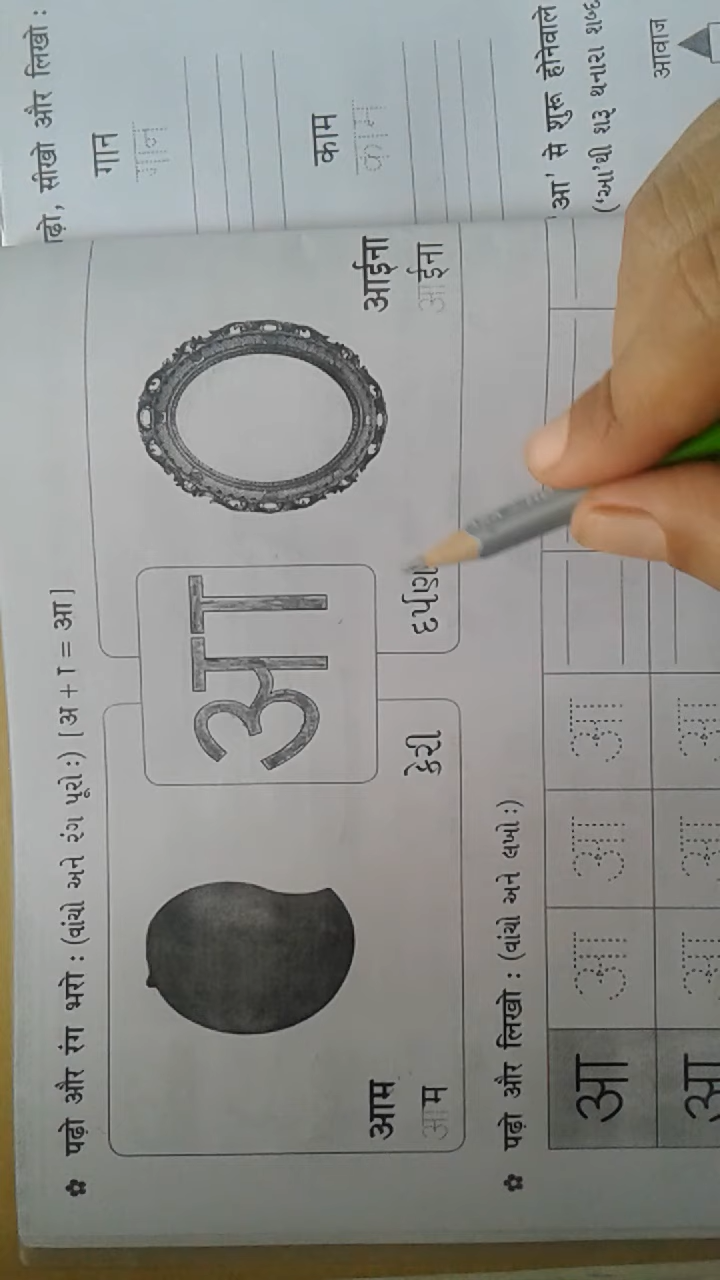 ✿ पढ़ो और रंग भरो : (વાંચો અને રંગ પૂરો :) [ अ + ा = आ ]
आ
आम
आम
કેરી
દર્પણ
आईना
आईना
✿ पढ़ो और लिखो : (વાંચો અને લખો :)
आ आ आ आ
आ आ आ आ
ढ़ो, सीखो और लिखो :
गान
गान
काम
काम
'आ' से शुरू होनेवाले
('આ'થી શરૂ થનારા શબ્દ
आवाज